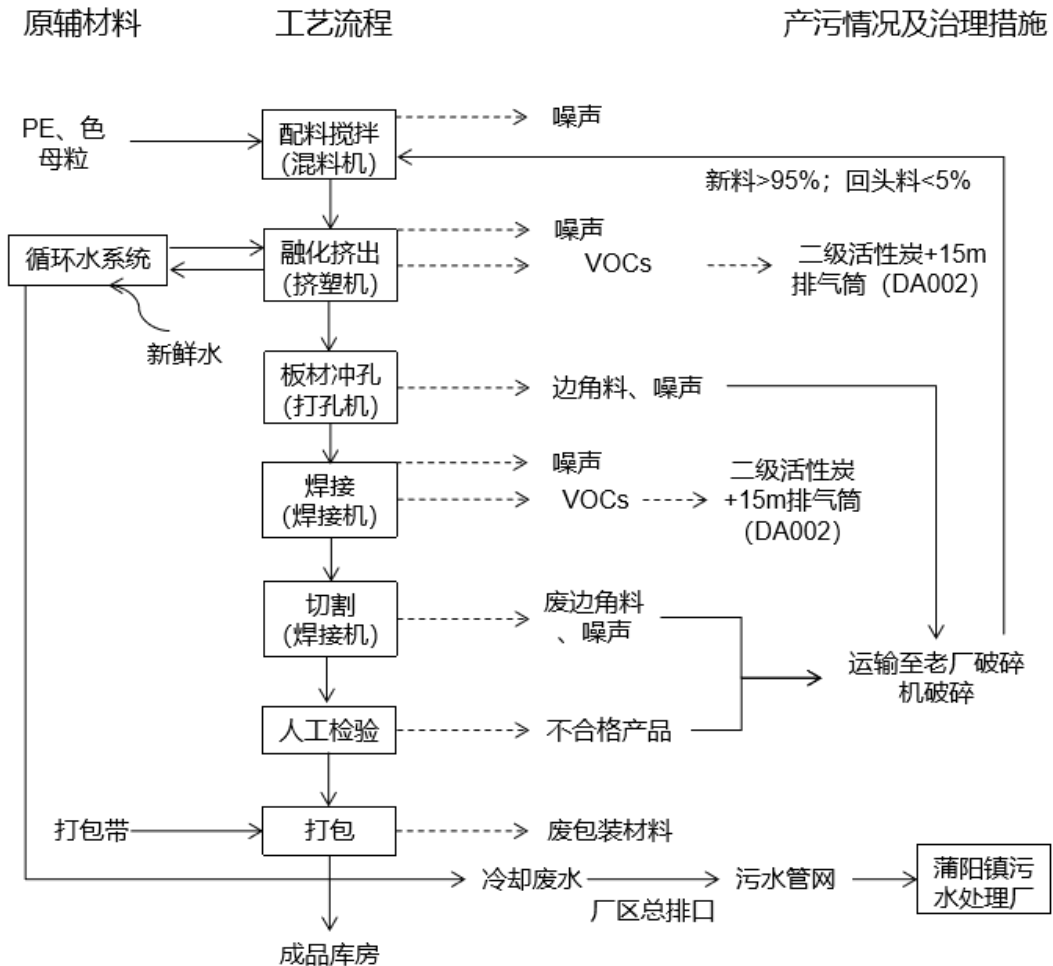 原辅材料
工艺流程
产污情况及治理措施
PE、色
母粒
配料搅拌
(混料机)
噪声
新料>95%；回头料<5%
循环水系统
新鲜水
融化挤出
(挤塑机)
噪声
VOCs
二级活性炭+15m
排气筒（DA002）
板材冲孔
(打孔机)
边角料、噪声
焊接
(焊接机)
噪声
VOCs
二级活性炭
+15m排气筒
（DA002）
切割
(焊接机)
废边角料
、噪声
运输至老厂破碎
机破碎
人工检验
不合格产品
打包带
打包
废包装材料
冷却废水
厂区总排口
污水管网
蒲阳镇污
水处理厂
成品库房